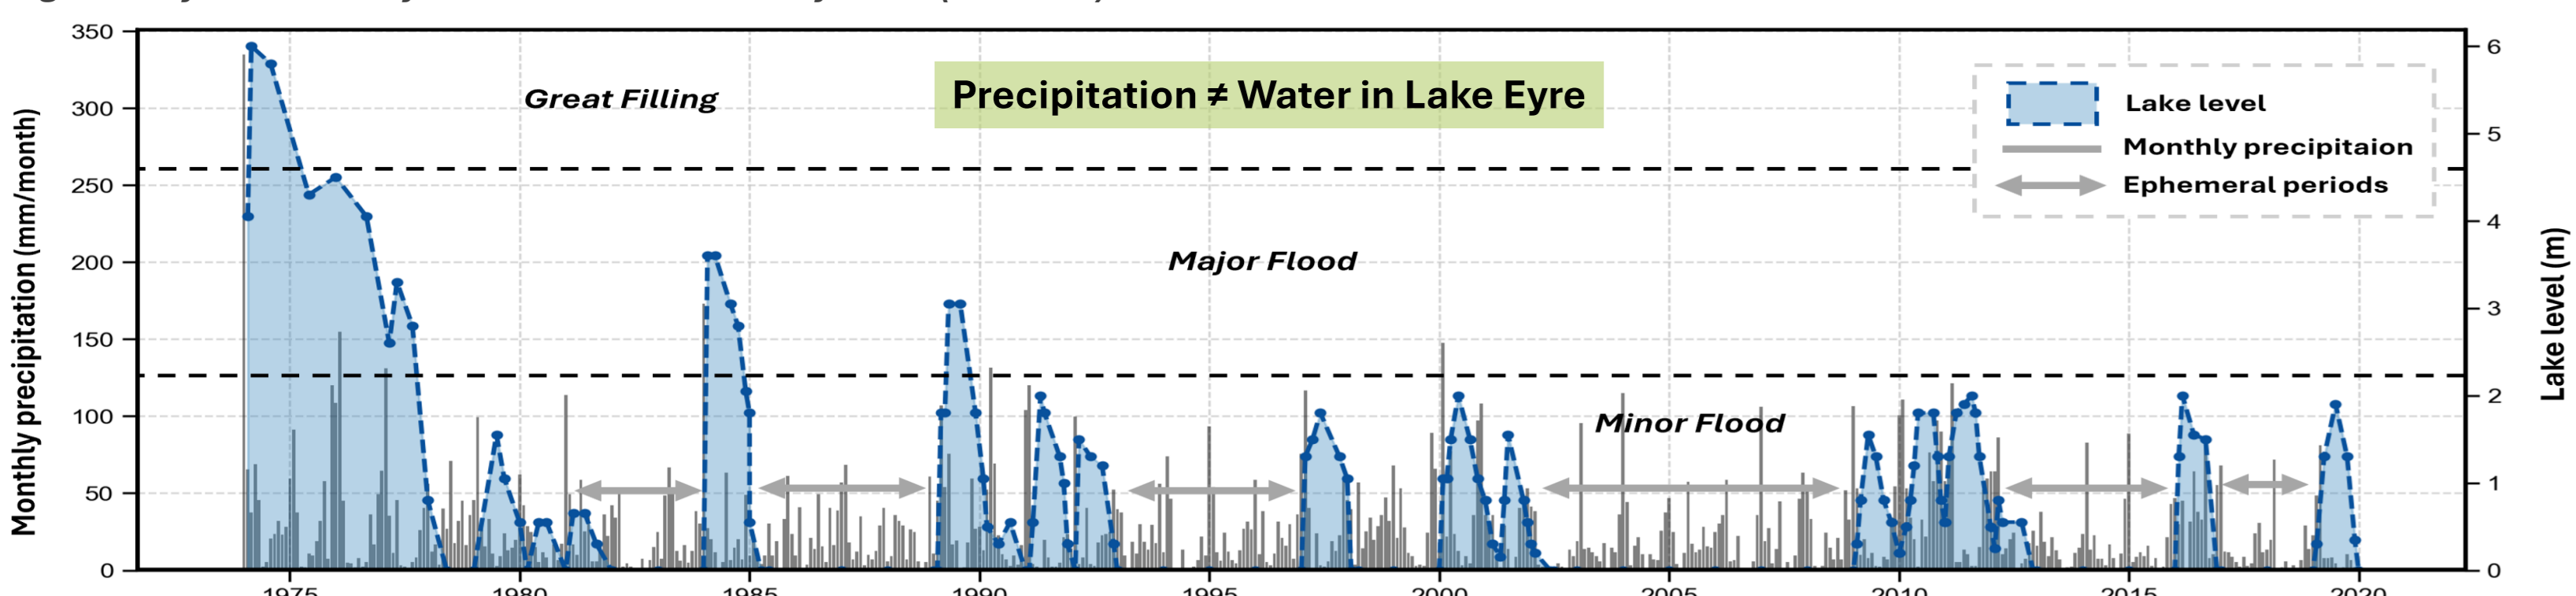 350
300
250
200
150
100
50
0
Monthly precipitation (mm/month)
Great Filling
Precipitation ≠ Water in Lake Eyre
Major Flood
Minor Flood
Lake level
Monthly precipitaion
Ephemeral periods
6
5
4
3
2
1
0
Lake level (m)
1975
1980
1985
1990
1995
2000
2005
2010
2015
2020